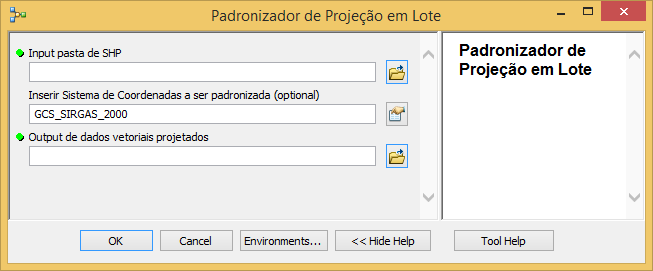 Padronizador de Projeção em Lote
Input pasta de SHP
Inserir Sistema de Coordenadas a ser padronizada (optional)
GCS_SIRGAS_2000
Output de dados vetoriais projetados
Padronizador de
Projeção em Lote
OK
Cancel
Environments...
<< Hide Help
Tool Help